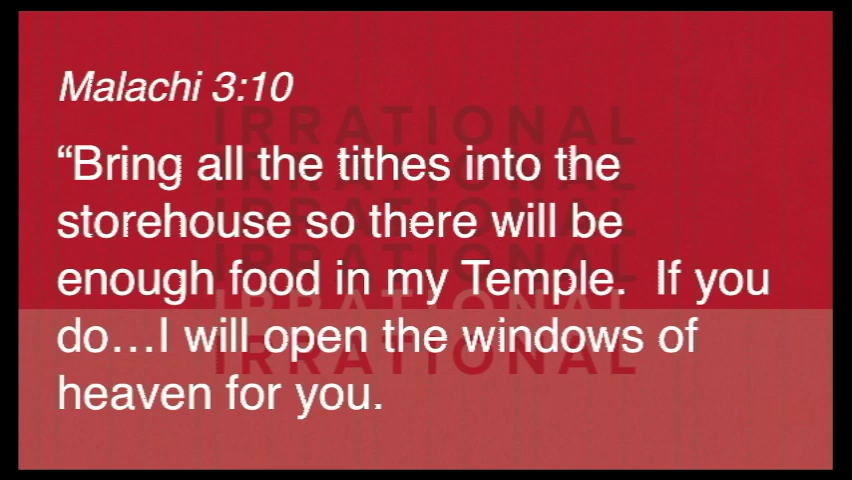 Malachi 3:10
IRRATIONAL
“Bring all the tithes into the
IRRATIONAL
storehouse so there will be
IRRATIONAL
enough food in my Temple.  If you
IRRATIONAL
do…I will open the windows of
IRRATIONAL
IRRATIONAL
heaven for you.